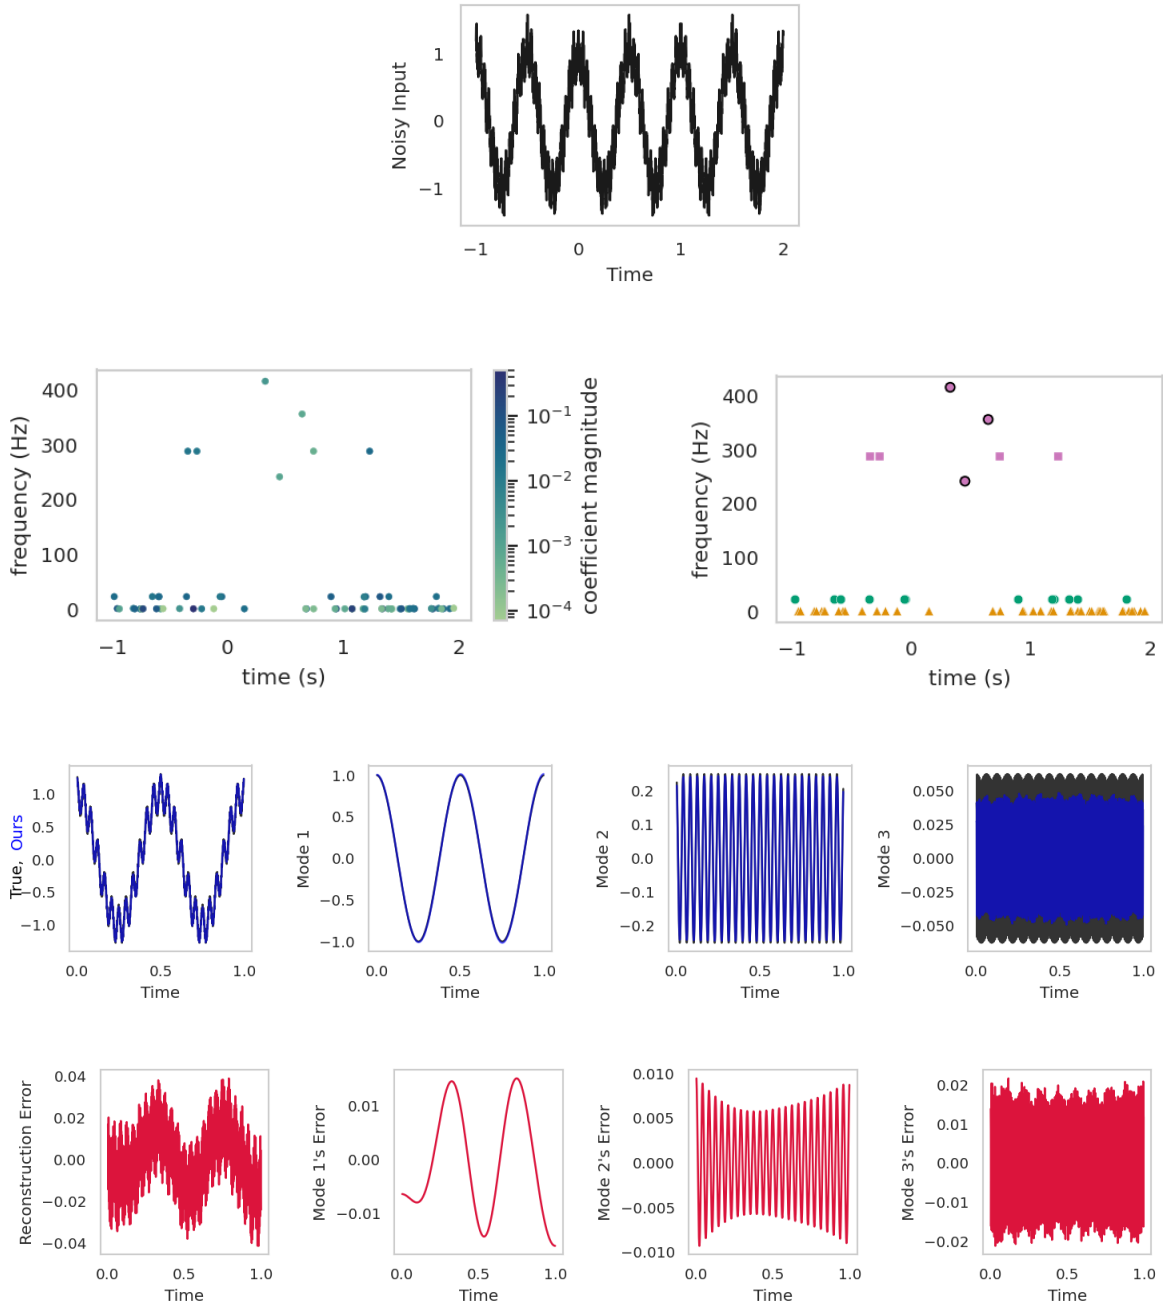 Noisy Input
1
0
−1
−1 0 1 2
Time
frequency (Hz)
400
300
200
100
0
−1 0 1 2
time (s)
10⁻¹
10⁻²
10⁻³
10⁻⁴
coefficient magnitude
frequency (Hz)
400
300
200
100
0
−1 0 1 2
time (s)
True, Ours
1.0
0.5
0.0
−0.5
−1.0
0.0 0.5 1.0
Time
Mode 1
1.0
0.5
0.0
−0.5
−1.0
0.0 0.5 1.0
Time
Mode 2
0.2
0.1
0.0
−0.1
−0.2
0.0 0.5 1.0
Time
Mode 3
0.050
0.025
0.000
−0.025
−0.050
0.0 0.5 1.0
Time
Reconstruction Error
0.04
0.02
0.00
−0.02
−0.04
0.0 0.5 1.0
Time
Mode 1's Error
0.01
0.00
−0.01
0.0 0.5 1.0
Time
Mode 2's Error
0.010
0.005
0.000
−0.005
−0.010
0.0 0.5 1.0
Time
Mode 3's Error
0.02
0.01
0.00
−0.01
−0.02
0.0 0.5 1.0
Time